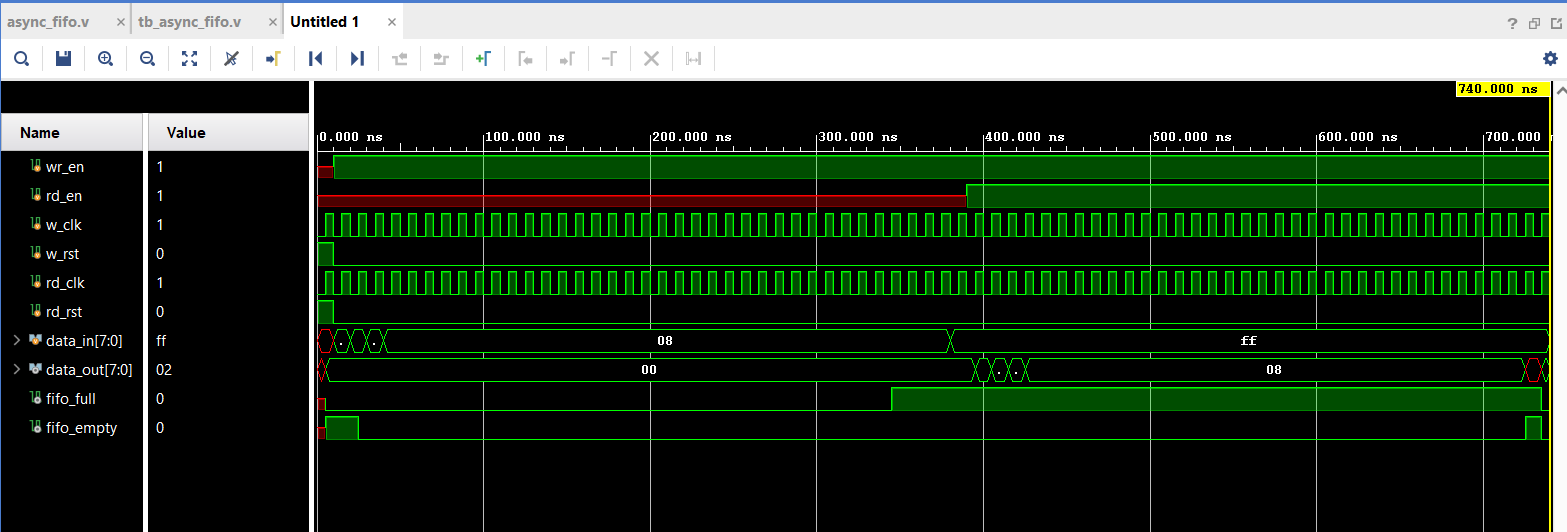 async_fifo.v × tb_async_fifo.v × Untitled 1 ×
?
740.000 ns
Name Value
0.000 ns 100.000 ns 200.000 ns 300.000 ns 400.000 ns 500.000 ns 600.000 ns 700.000
wr_en 1
rd_en 1
w_clk 1
w_rst 0
rd_clk 1
rd_rst 0
data_in[7:0] ff . . 08 ff
data_out[7:0] 02 00 . . 08
fifo_full 0
fifo_empty 0